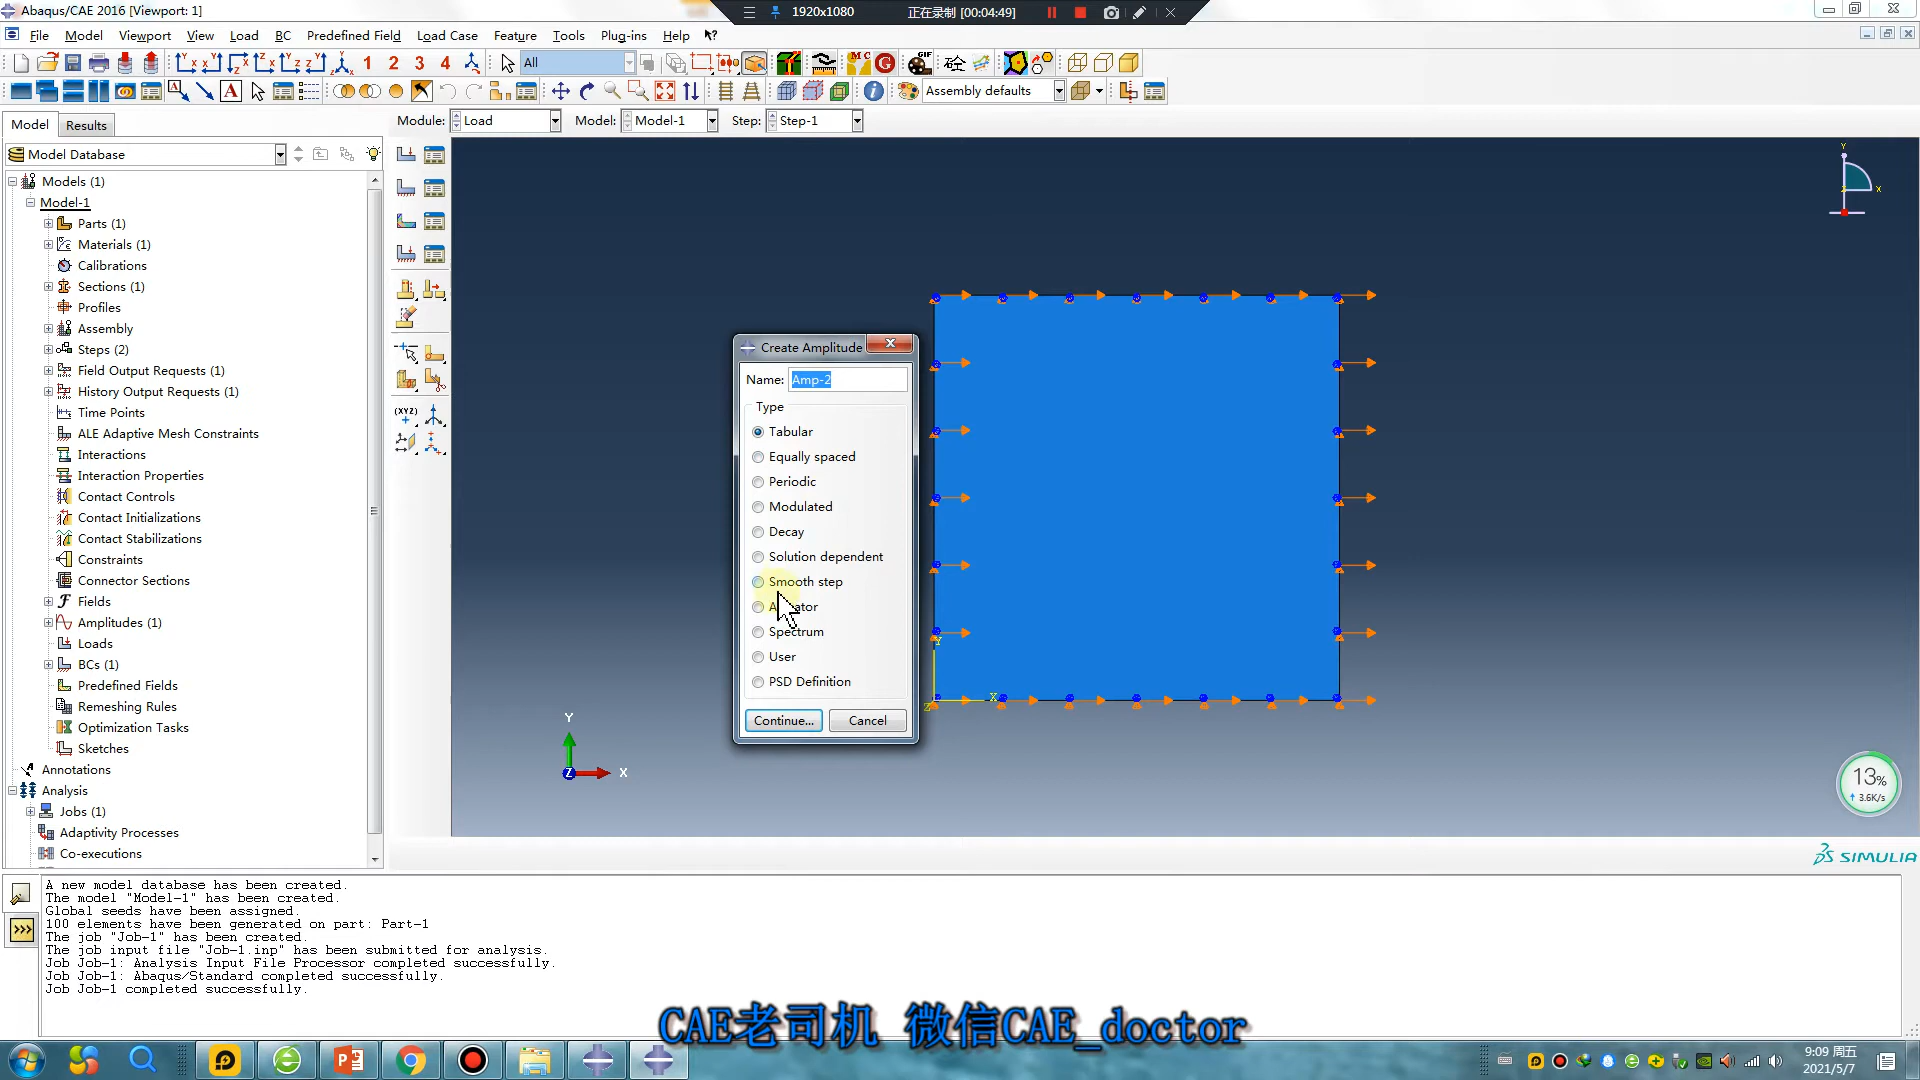 Abaqus/CAE 2016 [Viewport: 1]
1920x1080
正在录制 [00:04:49]
File Model Viewport View Load BC Predefined Field Load Case Feature Tools Plug-ins Help
1 2 3 4 All
Assembly defaults
Model Results
Module: Load Model: Model-1 Step: Step-1
Model Database
Models (1)
Model-1
Parts (1)
Materials (1)
Calibrations
Sections (1)
Profiles
Assembly
Steps (2)
Field Output Requests (1)
History Output Requests (1)
Time Points
ALE Adaptive Mesh Constraints
Interactions
Interaction Properties
Contact Controls
Contact Initializations
Contact Stabilizations
Constraints
Connector Sections
Fields
Amplitudes (1)
Loads
BCs (1)
Predefined Fields
Remeshing Rules
Optimization Tasks
Sketches
Annotations
Analysis
Jobs (1)
Adaptivity Processes
Co-executions
Create Amplitude
Name: Amp-2
Type
Tabular
Equally spaced
Periodic
Modulated
Decay
Solution dependent
Smooth step
Spectrum
User
PSD Definition
Continue...
Cancel
Y
X
Z
Y
X
Z
Y
X
13%
3.6K/s
SIMULIA
A new model database has been created.
The model "Model-1" has been created.
Global seeds have been assigned.
100 elements have been generated on part: Part-1
The job "Job-1" has been created.
The job input file "Job-1.inp" has been submitted for analysis.
Job Job-1: Analysis Input File Processor completed successfully.
Job Job-1: Abaqus/Standard completed successfully.
Job Job-1 completed successfully.
CAE老司机 微信CAE_doctor
9:09 周五
2021/5/7